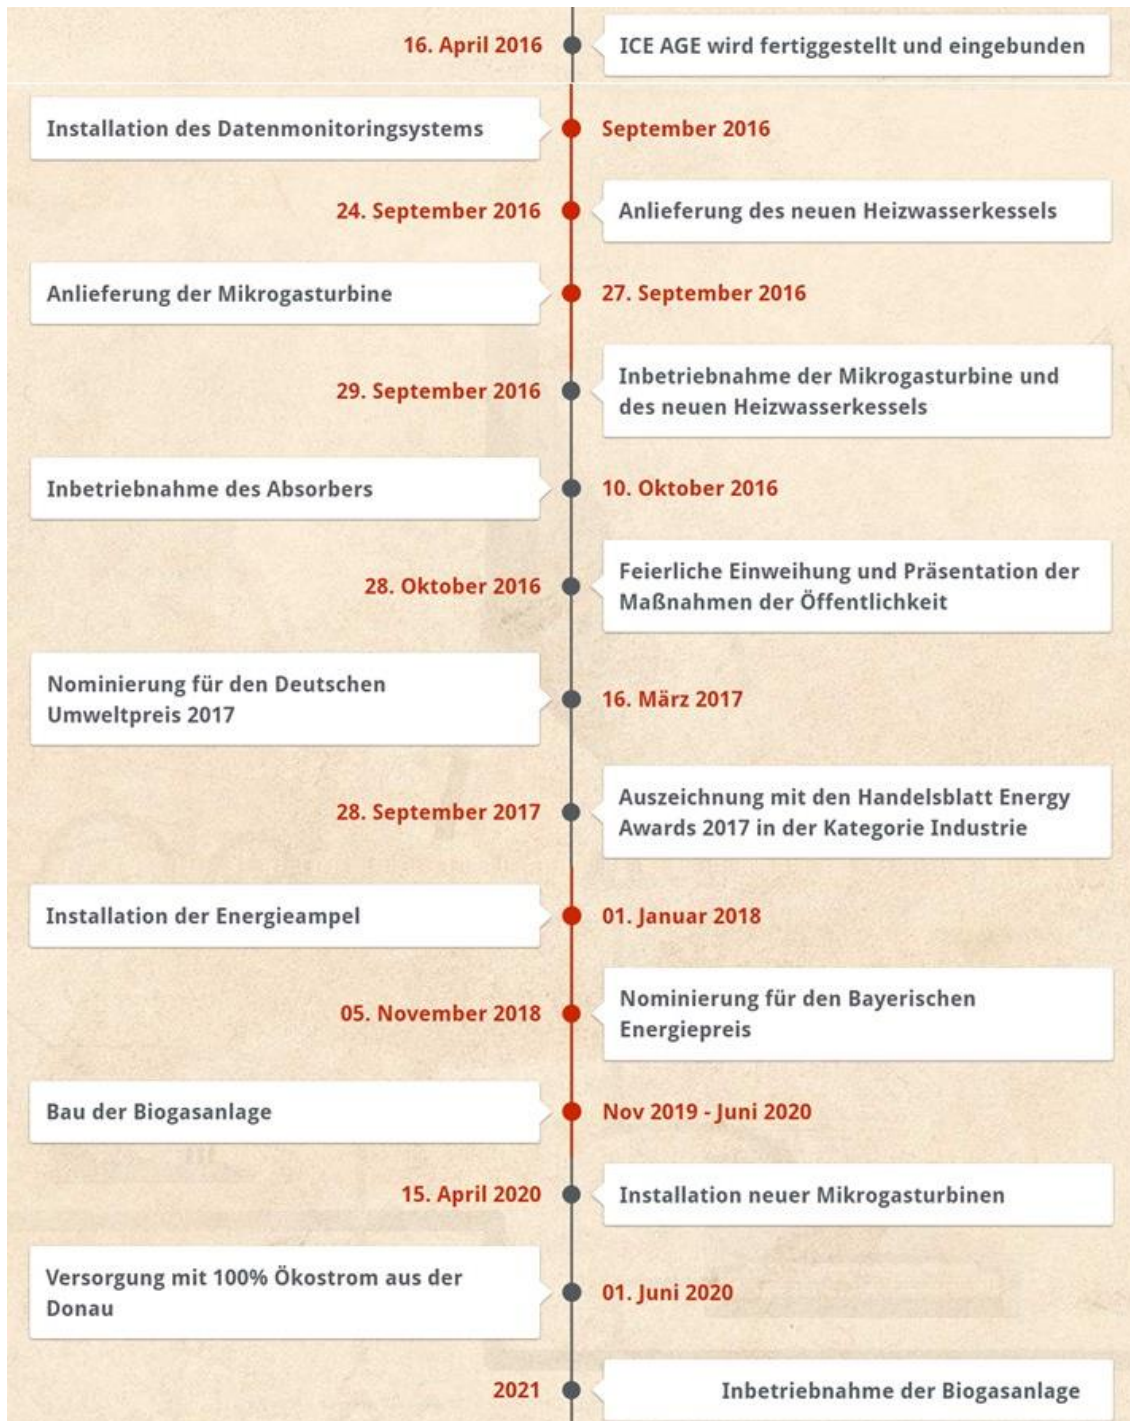 16. April 2016
ICE AGE wird fertiggestellt und eingebunden
Installation des Datenmonitoringsystems
September 2016
24. September 2016
Anlieferung des neuen Heizwasserkessels
Anlieferung der Mikrogasturbine
27. September 2016
29. September 2016
Inbetriebnahme der Mikrogasturbine und
des neuen Heizwasserkessels
Inbetriebnahme des Absorbers
10. Oktober 2016
28. Oktober 2016
Feierliche Einweihung und Präsentation der
Maßnahmen der Öffentlichkeit
Nominierung für den Deutschen
Umweltpreis 2017
16. März 2017
28. September 2017
Auszeichnung mit den Handelsblatt Energy
Awards 2017 in der Kategorie Industrie
Installation der Energieampel
01. Januar 2018
05. November 2018
Nominierung für den Bayerischen
Energiepreis
Bau der Biogasanlage
Nov 2019 - Juni 2020
15. April 2020
Installation neuer Mikrogasturbinen
Versorgung mit 100% Ökostrom aus der
Donau
01. Juni 2020
2021
Inbetriebnahme der Biogasanlage